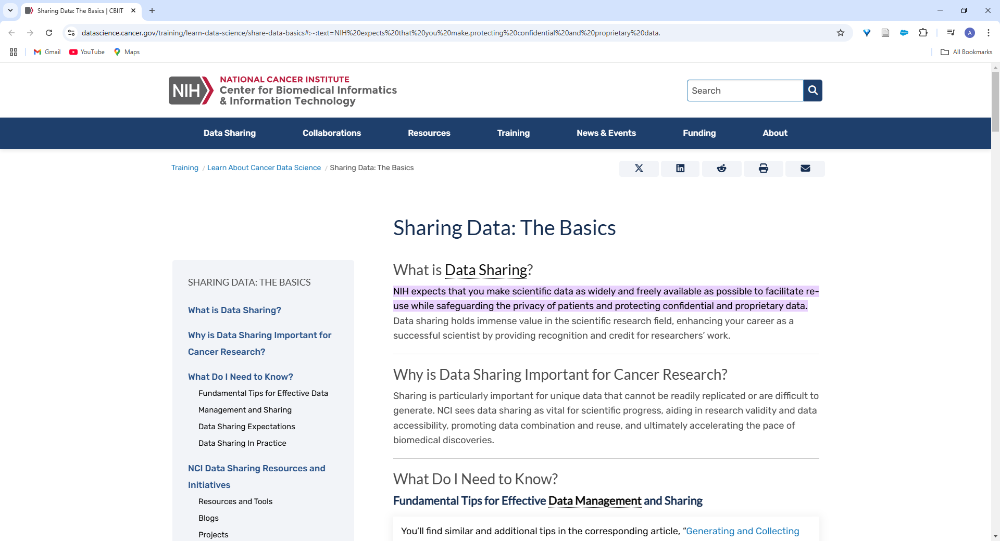 Sharing Data: The Basics | CBIIT
datascience.cancer.gov/training/learn-data-science/share-data-basics#:~:text=NIH%20expects%20that%20you%20make,protecting%20confidential%20and%20proprietary%20data.
A
Gmail
YouTube
Maps
All Bookmarks
NIH
NATIONAL CANCER INSTITUTE
Center for Biomedical Informatics
& Information Technology
Search
Data Sharing
Collaborations
Resources
Training
News & Events
Funding
About
Training / Learn About Cancer Data Science / Sharing Data: The Basics
Sharing Data: The Basics
SHARING DATA: THE BASICS
What is Data Sharing?
Why is Data Sharing Important for
Cancer Research?
What Do I Need to Know?
Fundamental Tips for Effective Data
Management and Sharing
Data Sharing Expectations
Data Sharing In Practice
NCI Data Sharing Resources and
Initiatives
Resources and Tools
Blogs
Projects
What is Data Sharing?
NIH expects that you make scientific data as widely and freely available as possible to facilitate re-
use while safeguarding the privacy of patients and protecting confidential and proprietary data.
Data sharing holds immense value in the scientific research field, enhancing your career as a
successful scientist by providing recognition and credit for researchers’ work.
Why is Data Sharing Important for Cancer Research?
Sharing is particularly important for unique data that cannot be readily replicated or are difficult to
generate. NCI sees data sharing as vital for scientific progress, aiding in research validity and data
accessibility, promoting data combination and reuse, and ultimately accelerating the pace of
biomedical discoveries.
What Do I Need to Know?
Fundamental Tips for Effective Data Management and Sharing
You’ll find similar and additional tips in the corresponding article, “Generating and Collecting